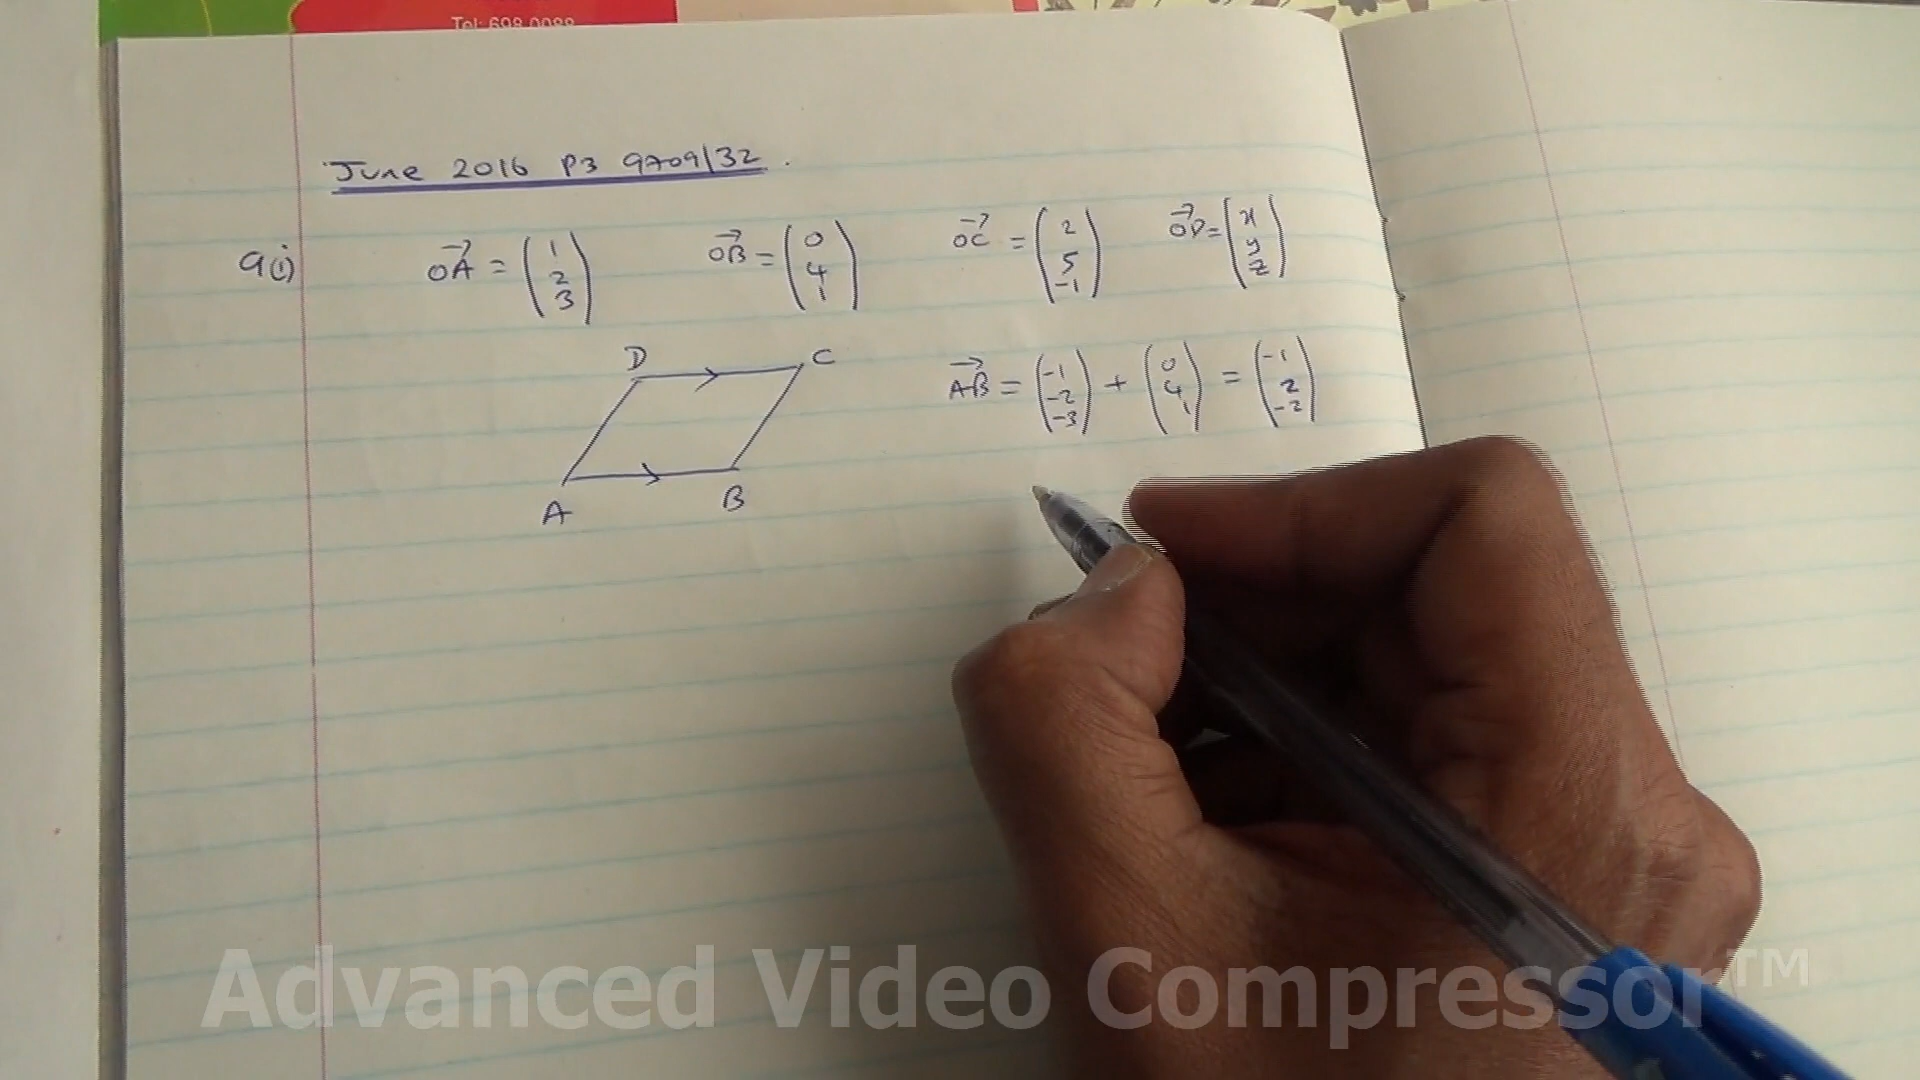 Tel: 698 0088
June 2016 P3 9709/32.
9(i) OA = (1 2 3) OB = (0 4 1) OC = (2 5 -1) OD = (x y z)
D C
AB = (-1 -2 -3) + (0 4 1) = (-1 2 -2)
A B
Advanced Video Compressor™